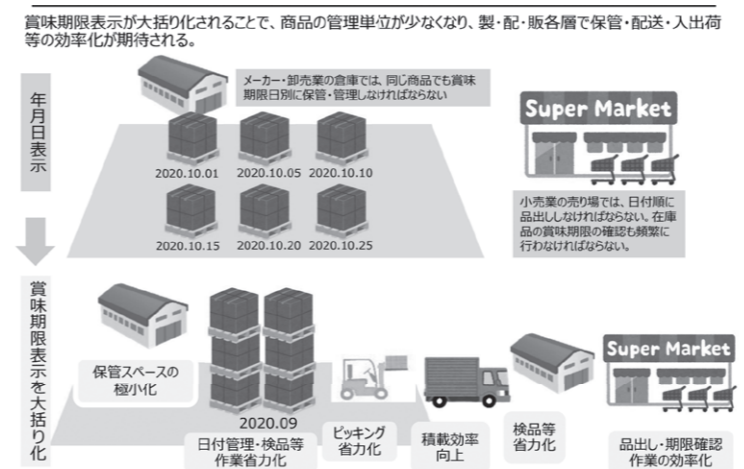 賞味期限表示が大括り化されることで、商品の管理単位が少なくなり、製・配・販各層で保管・配送・入出荷
等の効率化が期待される。
年月日表示
メーカー・卸売業の倉庫では、同じ商品でも賞味
期限日別に保管・管理しなければならない
2020.10.01
2020.10.05
2020.10.10
2020.10.15
2020.10.20
2020.10.25
Super Market
小売業の売り場では、日付順に
品出ししなければならない。在庫
品の賞味期限の確認も頻繁に
行わなければならない。
賞味期限表示を大括り化
保管スペースの
極小化
2020.09
日付管理・検品等
作業省力化
ピッキング
省力化
積載効率
向上
検品等
省力化
Super Market
品出し・期限確認
作業の効率化